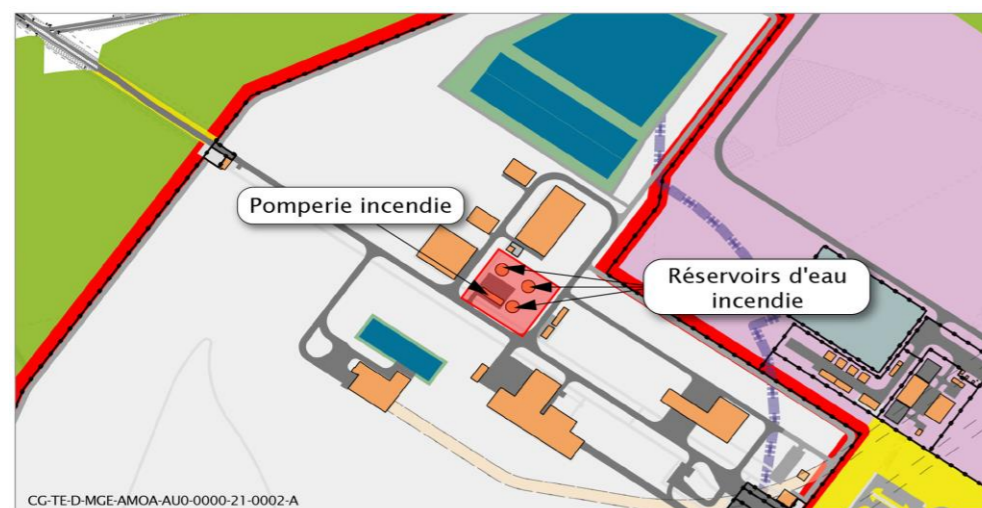 Pomperie incendie
Réservoirs d'eau
incendie
CG-TE-D-MGE-AMOA-AU0-0000-21-0002-A